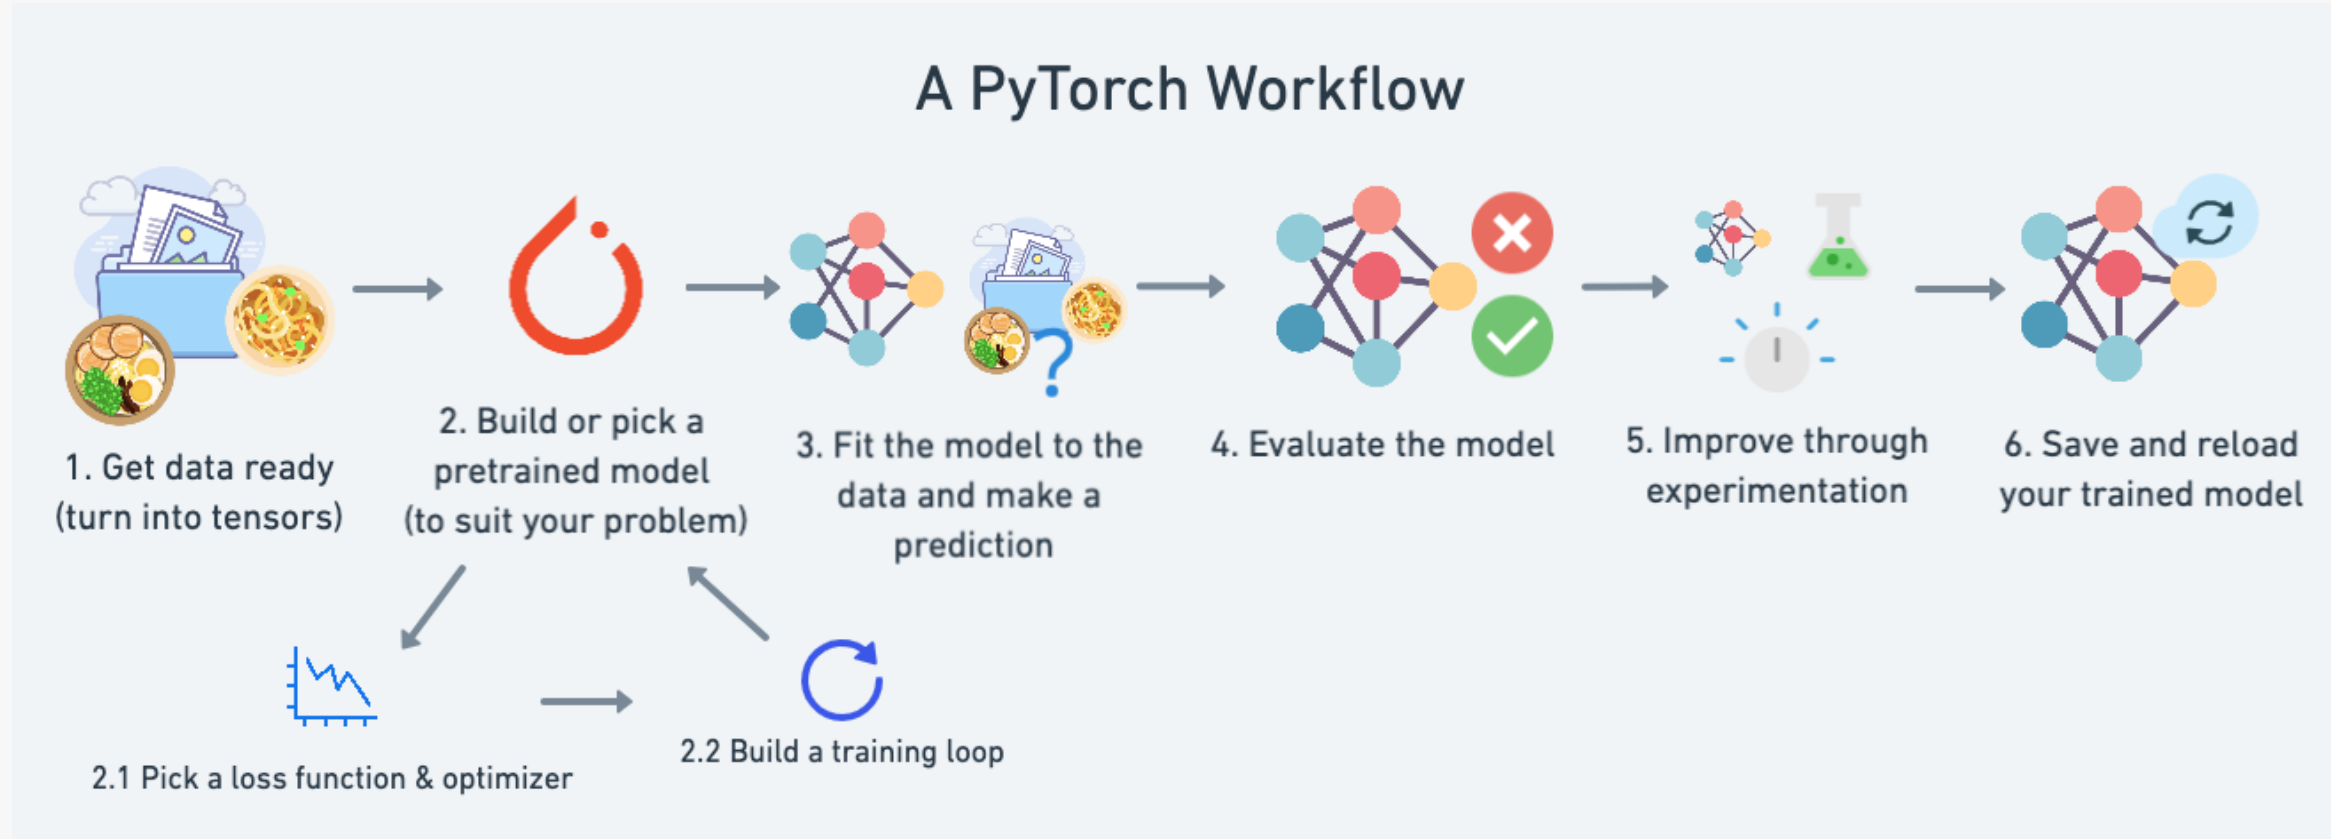 A PyTorch Workflow
1. Get data ready
(turn into tensors)
2. Build or pick a
pretrained model
(to suit your problem)
3. Fit the model to the
data and make a
prediction
4. Evaluate the model
5. Improve through
experimentation
6. Save and reload
your trained model
2.1 Pick a loss function & optimizer
2.2 Build a training loop